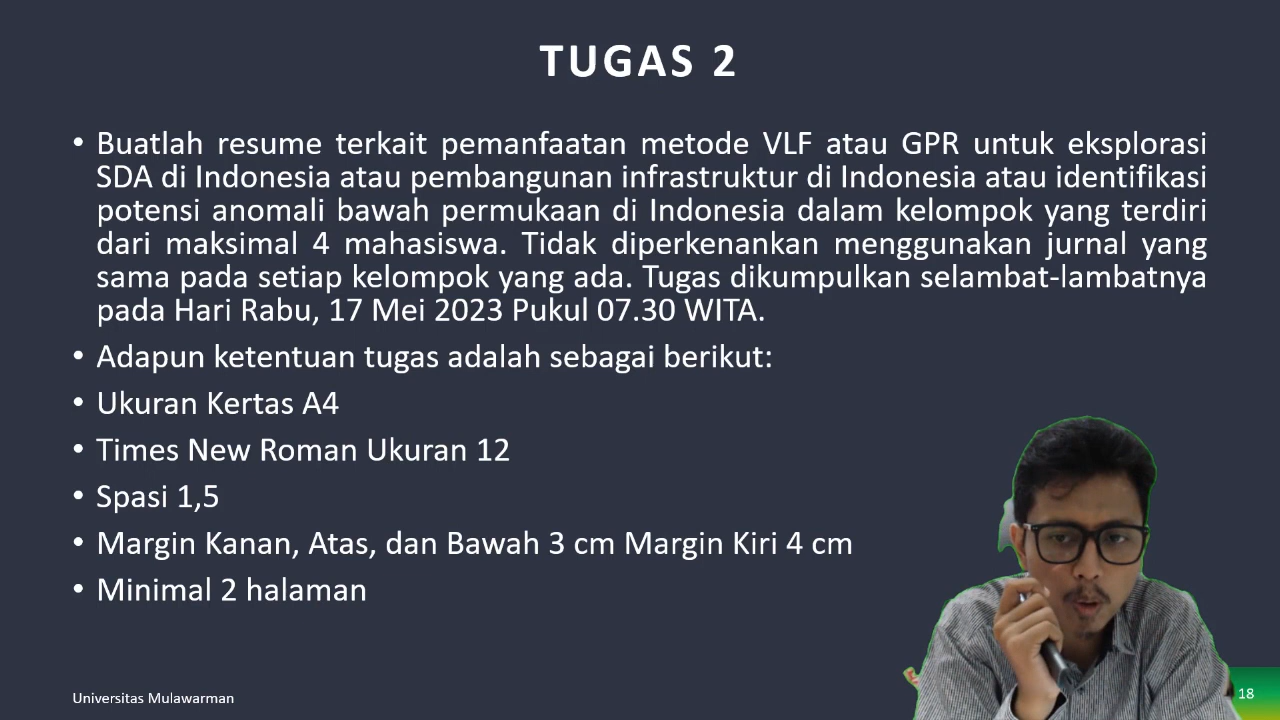 TUGAS 2
• Buatlah resume terkait pemanfaatan metode VLF atau GPR untuk eksplorasi
SDA di Indonesia atau pembangunan infrastruktur di Indonesia atau identifikasi
potensi anomali bawah permukaan di Indonesia dalam kelompok yang terdiri
dari maksimal 4 mahasiswa. Tidak diperkenankan menggunakan jurnal yang
sama pada setiap kelompok yang ada. Tugas dikumpulkan selambat-lambatnya
pada Hari Rabu, 17 Mei 2023 Pukul 07.30 WITA.
• Adapun ketentuan tugas adalah sebagai berikut:
• Ukuran Kertas A4
• Times New Roman Ukuran 12
• Spasi 1,5
• Margin Kanan, Atas, dan Bawah 3 cm Margin Kiri 4 cm
• Minimal 2 halaman
Universitas Mulawarman
18